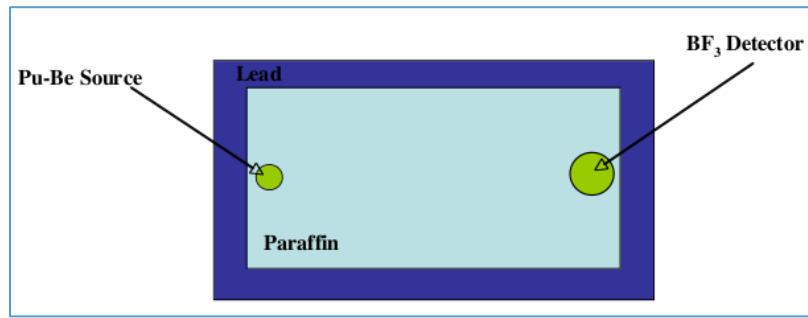 BF₃ Detector
Lead
Pu-Be Source
Paraffin